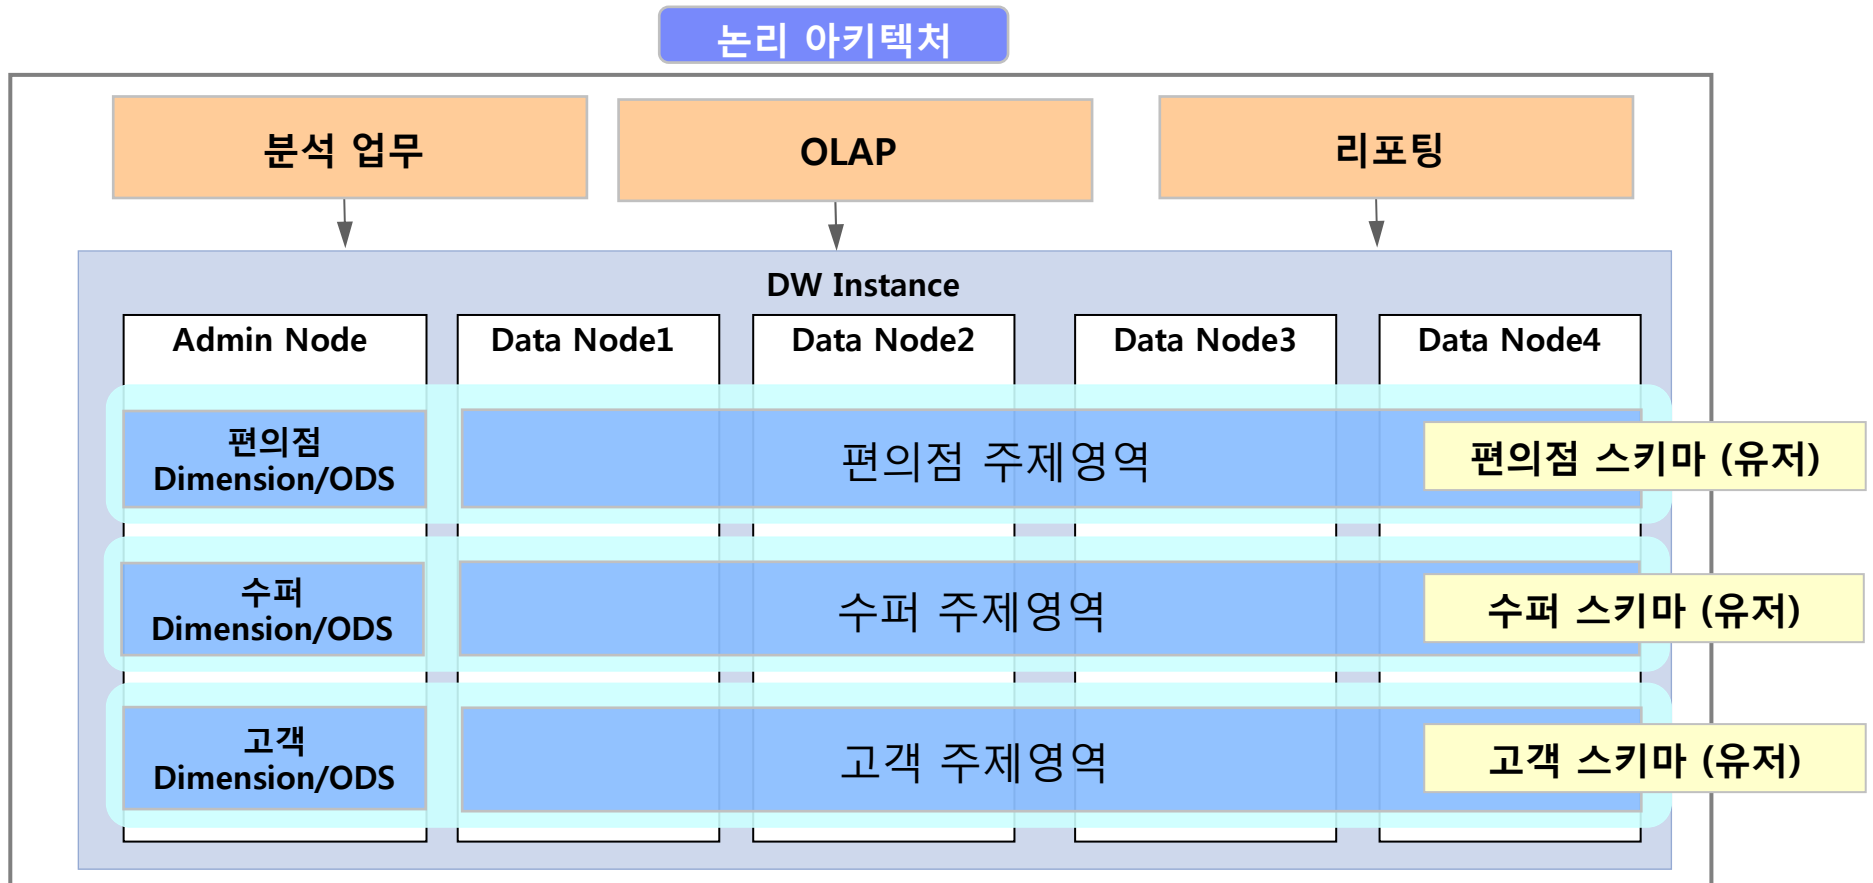 논리 아키텍처
분석 업무
OLAP
리포팅
DW Instance
Admin Node
Data Node1
Data Node2
Data Node3
Data Node4
편의점
Dimension/ODS
편의점 주제영역
편의점 스키마 (유저)
수퍼
Dimension/ODS
수퍼 주제영역
수퍼 스키마 (유저)
고객
Dimension/ODS
고객 주제영역
고객 스키마 (유저)